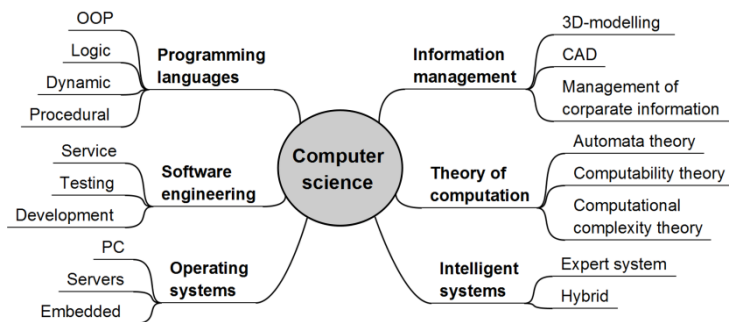 OOP
Logic
Dynamic
Procedural
Programming
languages
Service
Testing
Development
Software
engineering
PC
Servers
Embedded
Operating
systems
Computer
science
Information
management
3D-modelling
CAD
Management of
corparate information
Theory of
computation
Automata theory
Computability theory
Computational
complexity theory
Intelligent
systems
Expert system
Hybrid